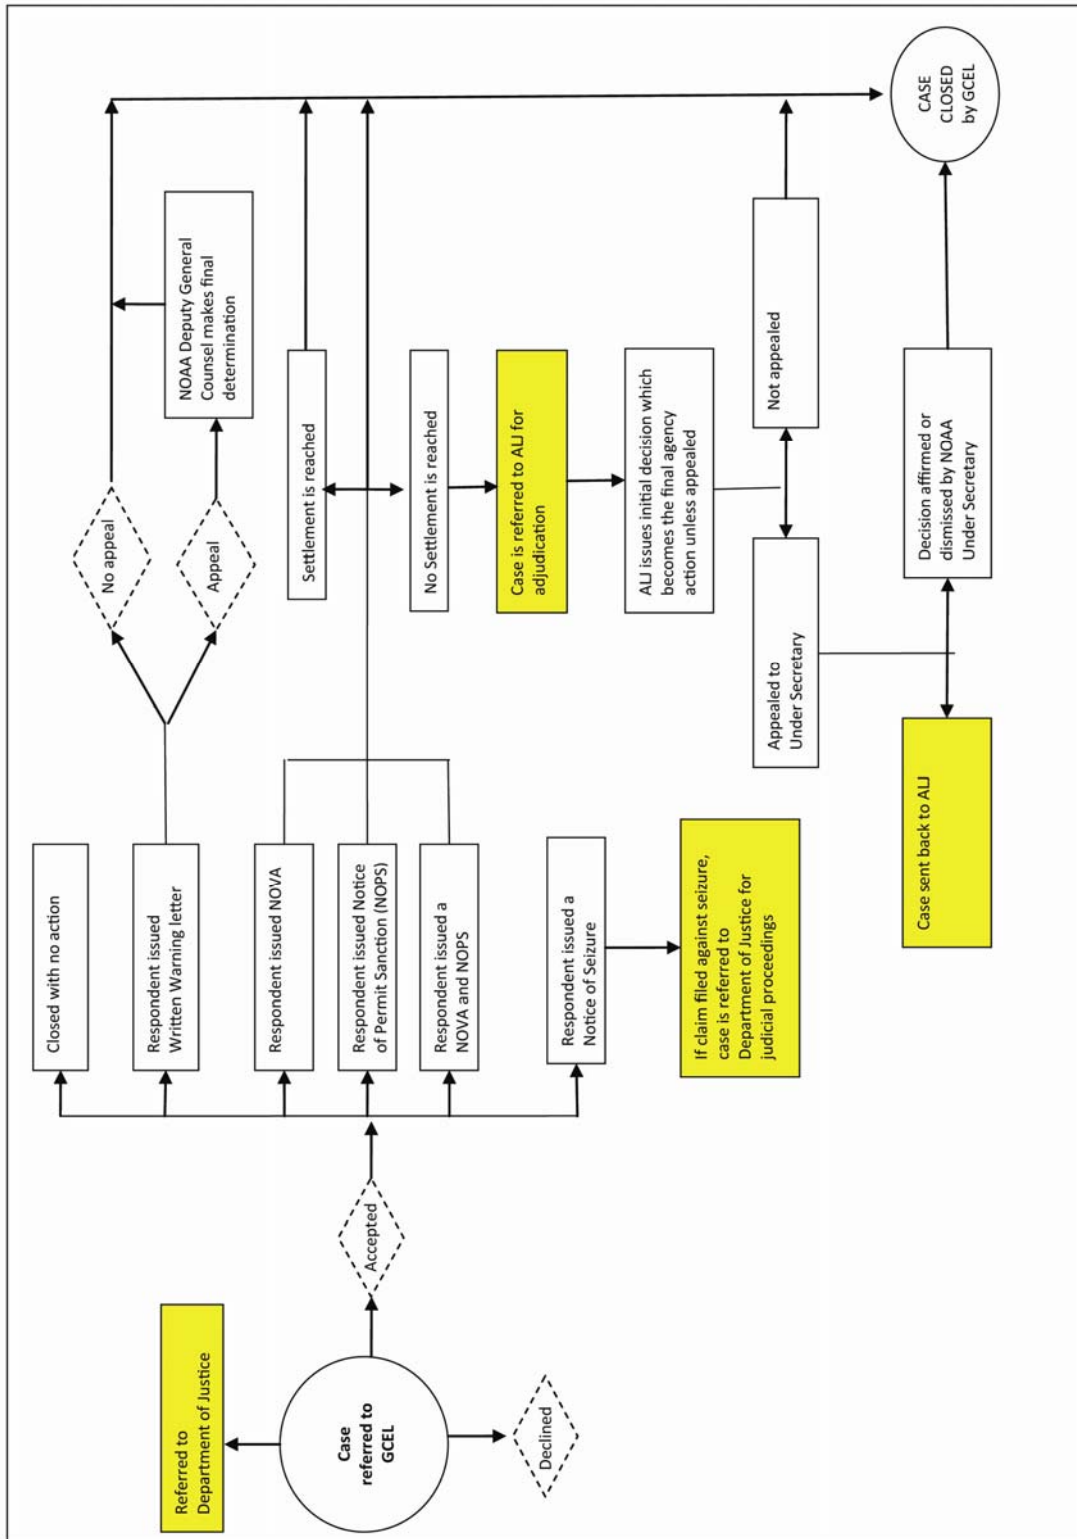 Referred to
Department of Justice
Case
referred to
GCEL
Declined
Accepted
Closed with no action
Respondent issued
Written Warning letter
Respondent issued NOVA
Respondent issued Notice
of Permit Sanction (NOPS)
Respondent issued a
NOVA and NOPS
Respondent issued a
Notice of Seizure
If claim filed against seizure,
case is referred to
Department of Justice for
judicial proceedings
No appeal
Appeal
NOAA Deputy General
Counsel makes final
determination
Settlement is reached
No Settlement is reached
Case is referred to ALJ for
adjudication
ALJ issues initial decision which
becomes the final agency
action unless appealed
Appealed to
Under Secretary
Not appealed
Case sent back to ALJ
Decision affirmed or
dismissed by NOAA
Under Secretary
CASE
CLOSED
by GCEL